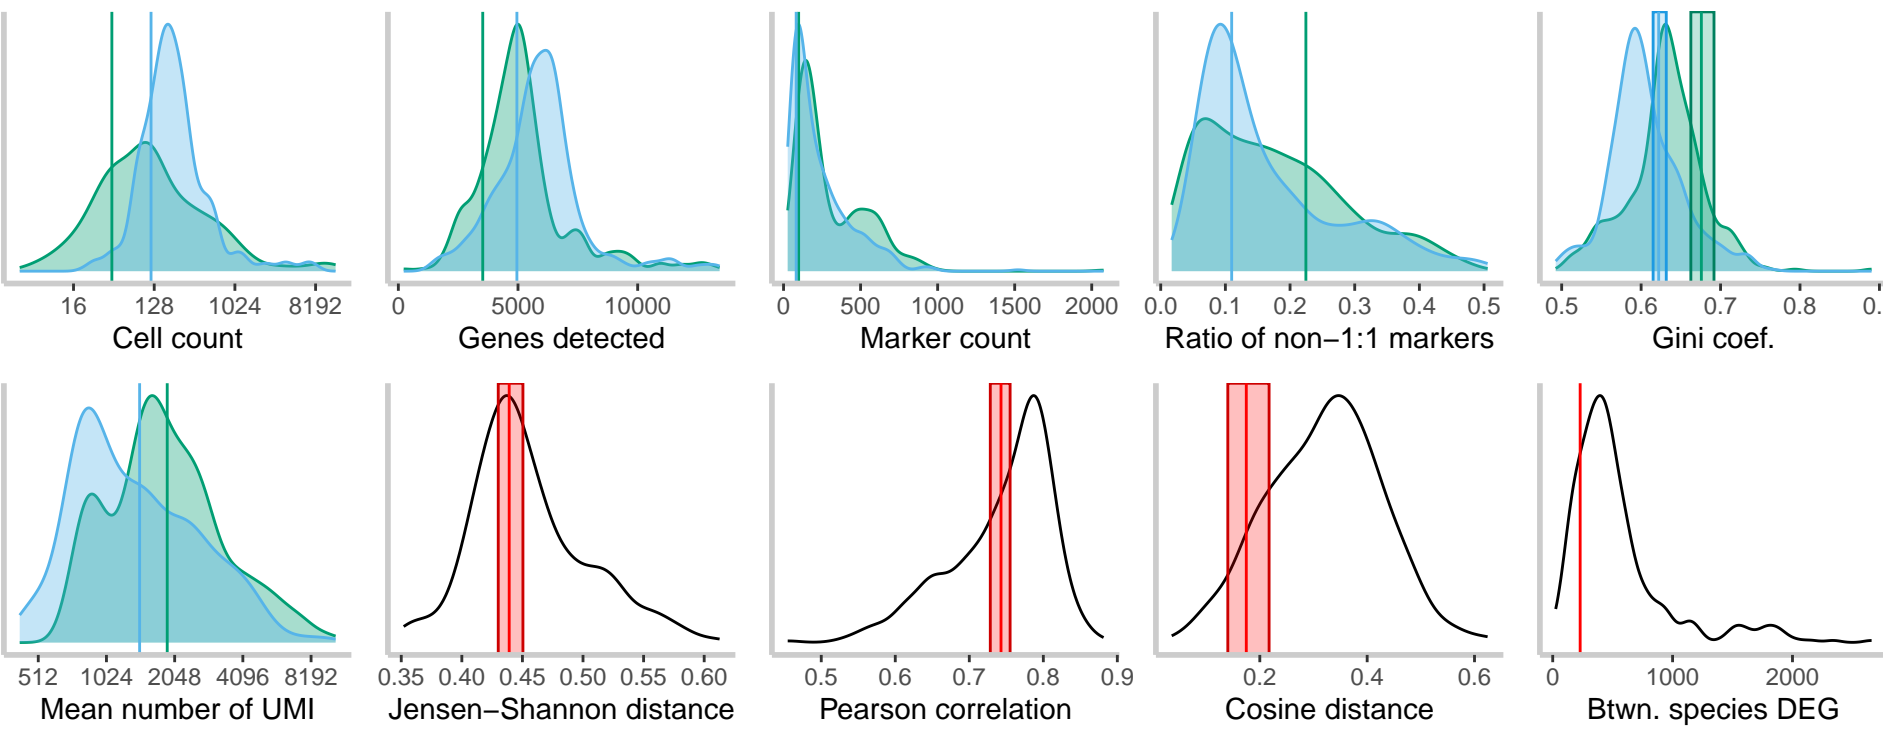 16 128 1024 8192
Cell count
0 5000 10000
Genes detected
0 500 1000 1500 2000
Marker count
0.0 0.1 0.2 0.3 0.4 0.5
Ratio of non−1:1 markers
0.5 0.6 0.7 0.8 0.
Gini coef.
512 1024 2048 4096 8192
Mean number of UMI
0.35 0.40 0.45 0.50 0.55 0.60
Jensen−Shannon distance
0.5 0.6 0.7 0.8 0.9
Pearson correlation
0.2 0.4 0.6
Cosine distance
0 1000 2000
Btwn. species DEG